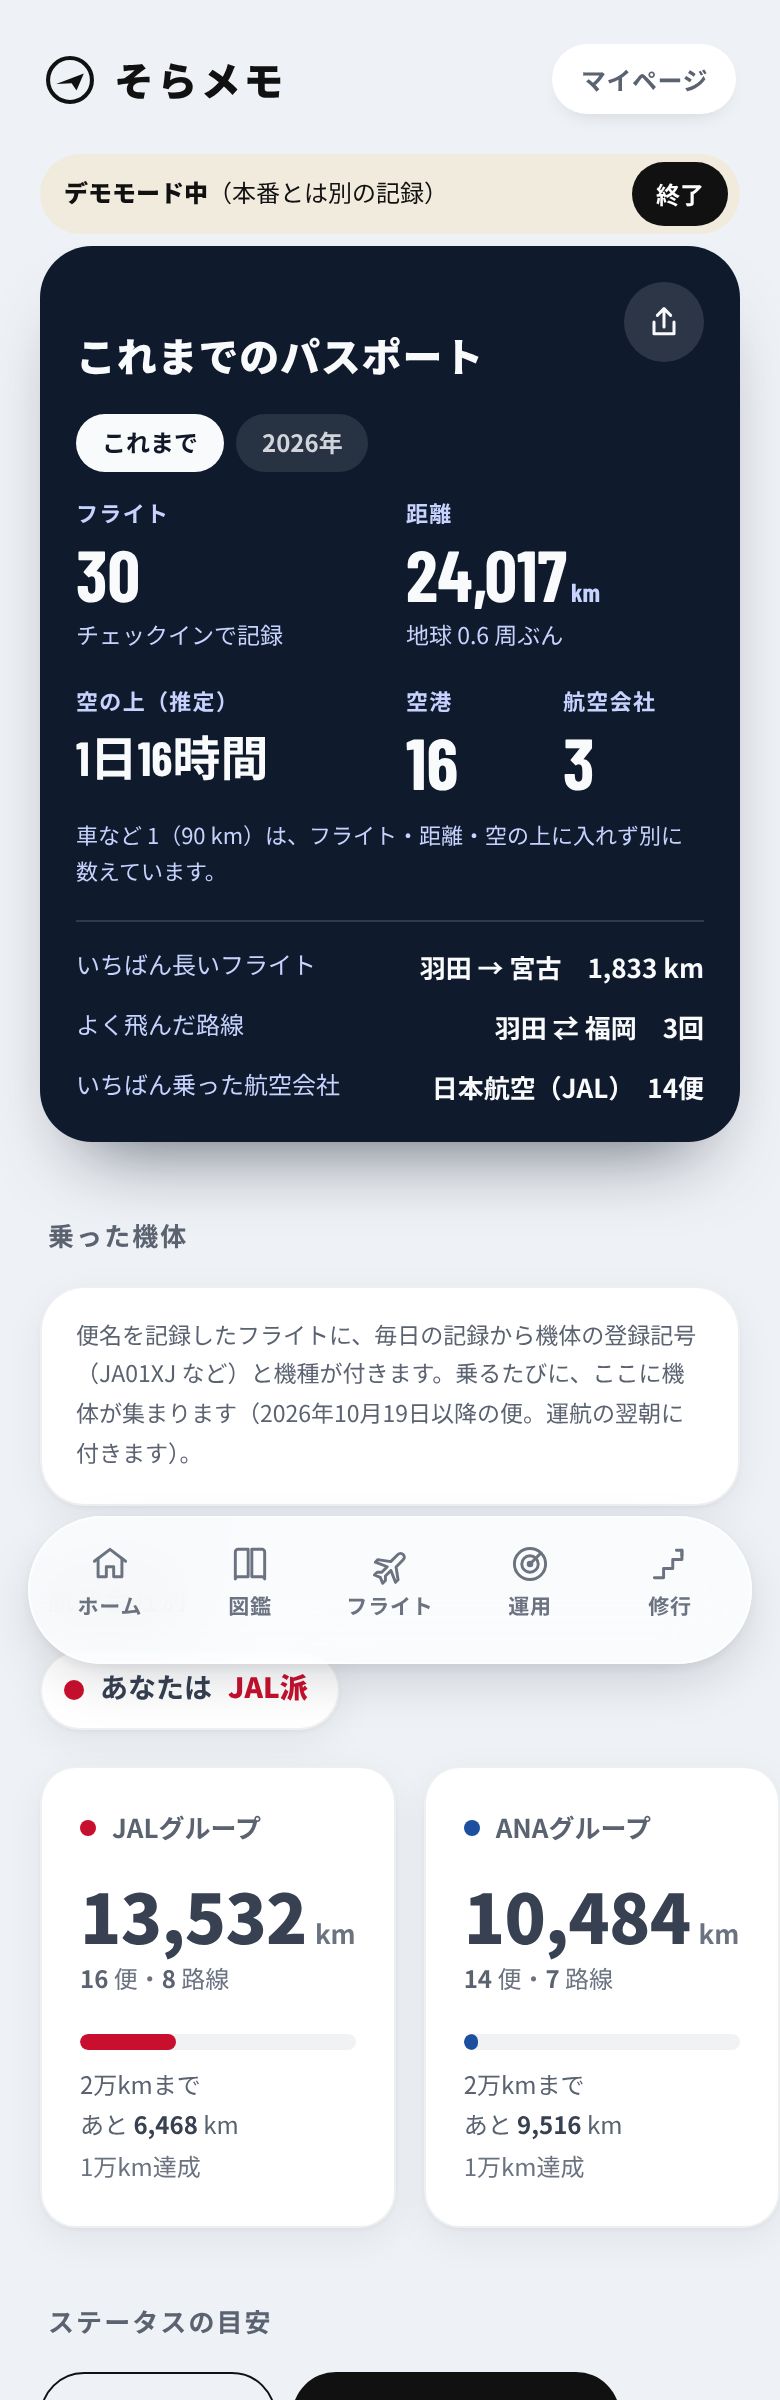 そらメモ
マイページ
デモモード中（本番とは別の記録）
終了
これまでのパスポート
これまで
2026年
フライト
30
チェックインで記録
距離
24,017 km
地球 0.6 周ぶん
空の上（推定）
1日16時間
空港
16
航空会社
3
車など 1（90 km）は、フライト・距離・空の上に入れず別に
数えています。
いちばん長いフライト 羽田 → 宮古 1,833 km
よく飛んだ路線 羽田 ⇄ 福岡 3回
いちばん乗った航空会社 日本航空（JAL） 14便
乗った機体
便名を記録したフライトに、毎日の記録から機体の登録記号
（JA01XJ など）と機種が付きます。乗るたびに、ここに機
体が集まります（2026年10月19日以降の便。運航の翌朝に
付きます）。
ホーム
図鑑
フライト
運用
修行
あなたは JAL派
JALグループ
13,532 km
16 便・8 路線
2万kmまで
あと 6,468 km
1万km達成
ANAグループ
10,484 km
14 便・7 路線
2万kmまで
あと 9,516 km
1万km達成
ステータスの目安